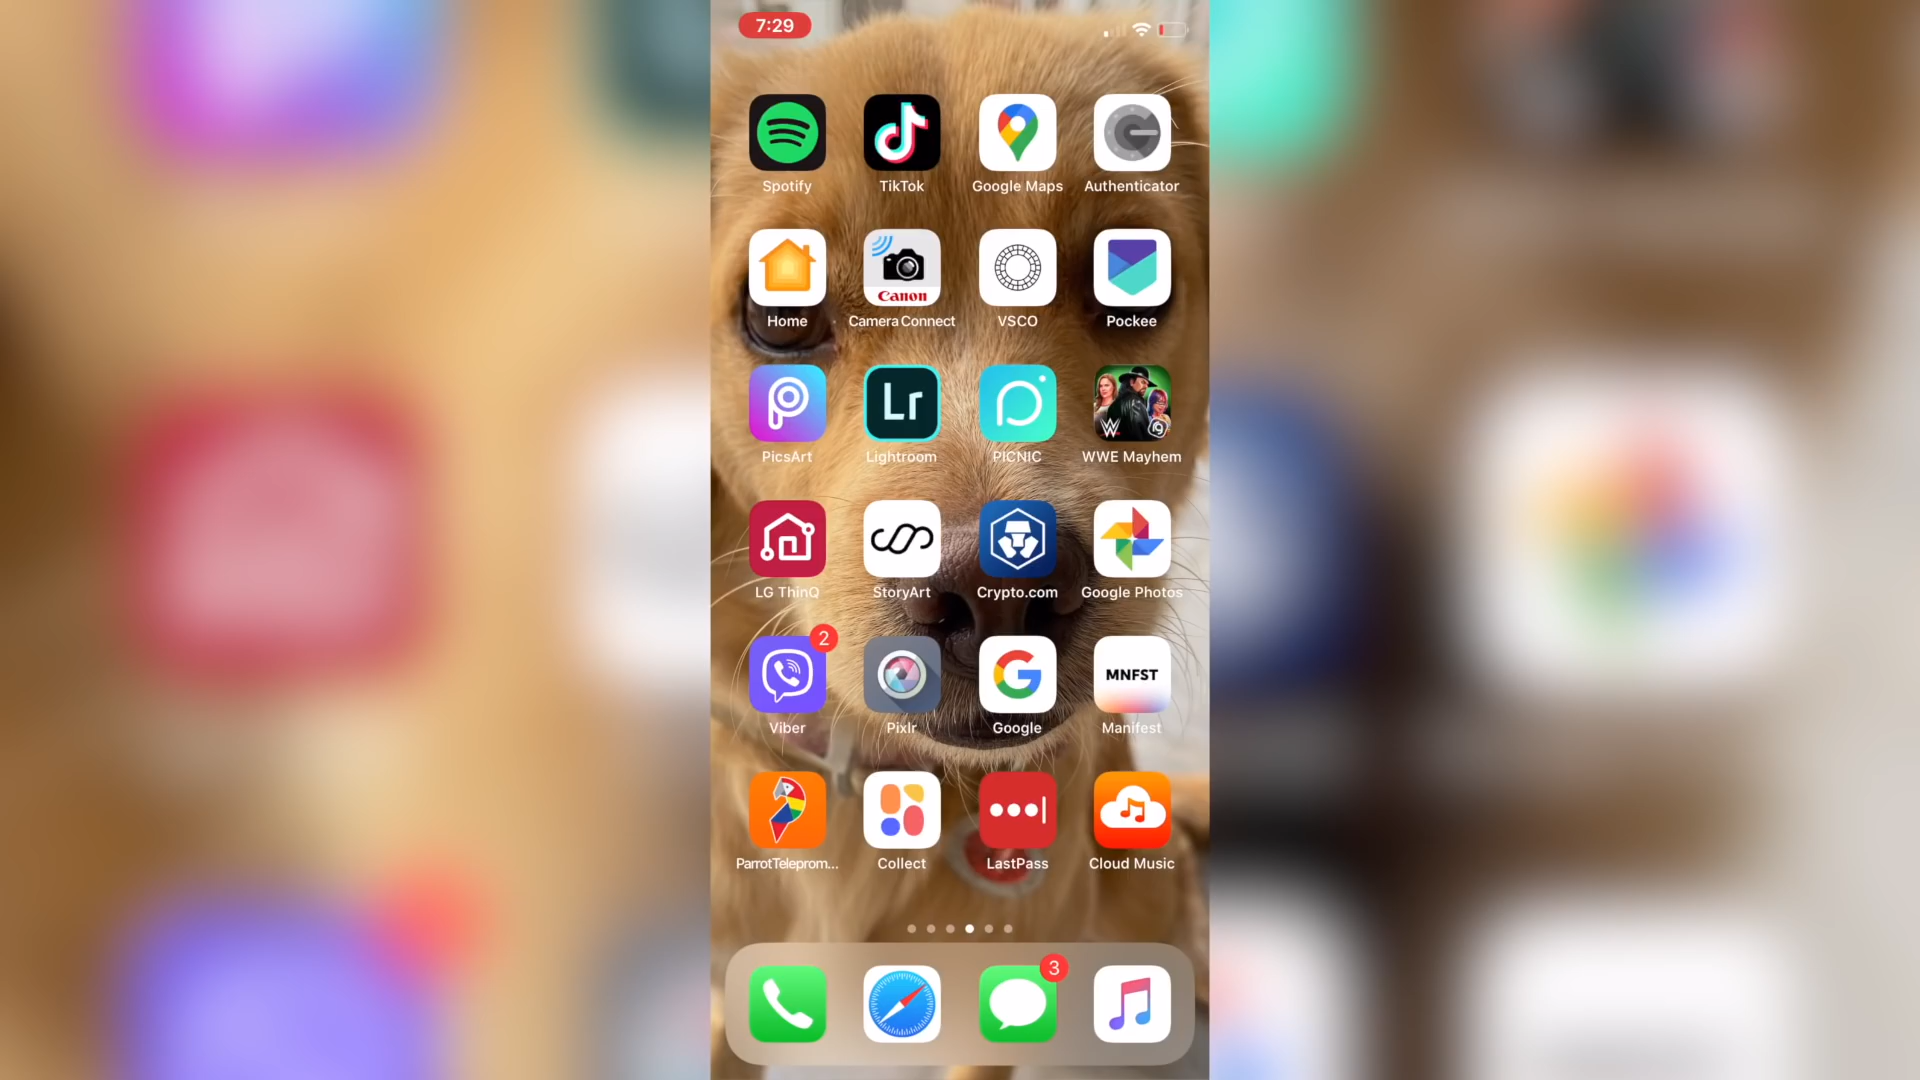 7:29
Spotify TikTok Google Maps Authenticator
Canon
Home Camera Connect VSCO Pockee
Lr
W
PicsArt Lightroom PICNIC WWE Mayhem
LG ThinQ StoryArt Crypto.com Google Photos
2
MNFST
Viber Pixlr Google Manifest
ParrotTeleprom... Collect LastPass Cloud Music
3